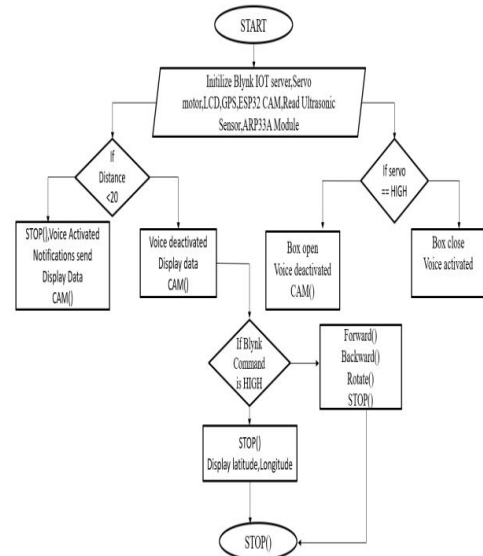 START
Initilize Blynk IOT server,Servo
motor,LCD,GPS,ESP32 CAM,Read Ultrasonic
Sensor,ARP33A Module
If
Distance
<20
If servo
== HIGH
STOP(),Voice Activated
Notifications send
Display Data
CAM()
Voice deactivated
Display data
CAM()
Box open
Voice deactivated
CAM()
Box close
Voice activated
If Blynk
Command
is HIGH
Forward()
Backward()
Rotate()
STOP()
STOP()
Display latitude,Longitude
STOP()